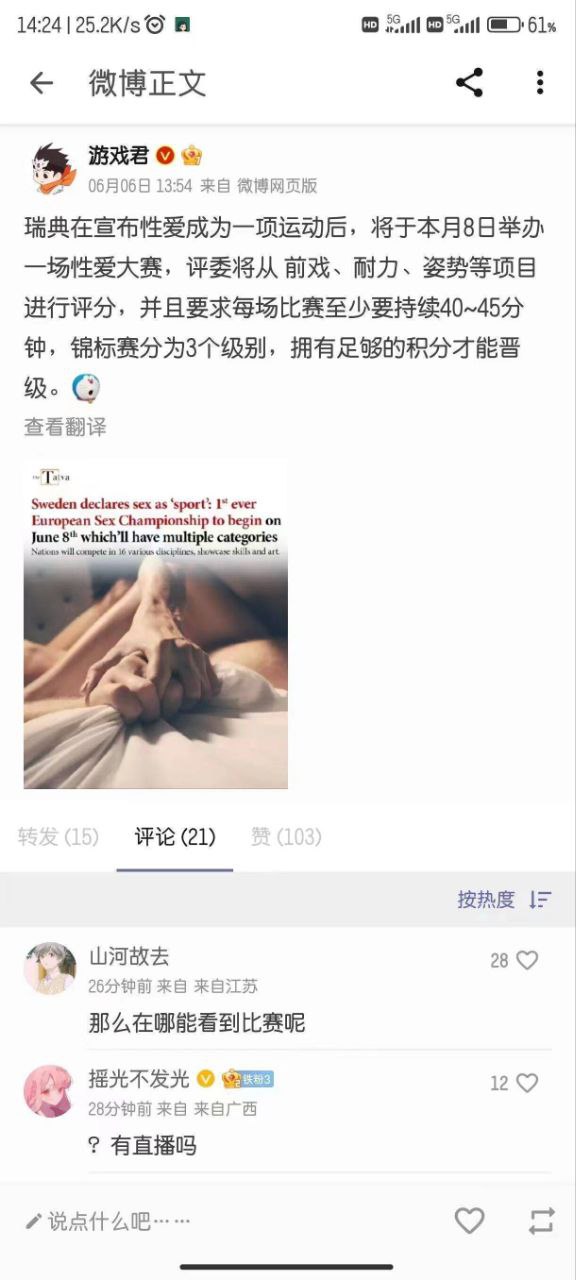 14:24 | 25.2K/s HD 5G HD 5G 61%
微博正文
游戏君
06月06日 13:54 来自 微博网页版
瑞典在宣布性爱成为一项运动后，将于本月8日举办
一场性爱大赛，评委将从 前戏、耐力、姿势等项目
进行评分，并且要求每场比赛至少要持续40~45分
钟，锦标赛分为3个级别，拥有足够的积分才能晋
级。
查看翻译
The Tatva
Sweden declares sex as ‘sport’: 1st ever
European Sex Championship to begin on
June 8th which’ll have multiple categories
Nations will compete in 16 various disciplines, showcase skills and art.
转发 (15) 评论 (21) 赞 (103)
按热度
山河故去 28
26分钟前 来自 来自江苏
那么在哪能看到比赛呢
摇光不发光 铁粉3 12
28分钟前 来自 来自广西
？有直播吗
说点什么吧……